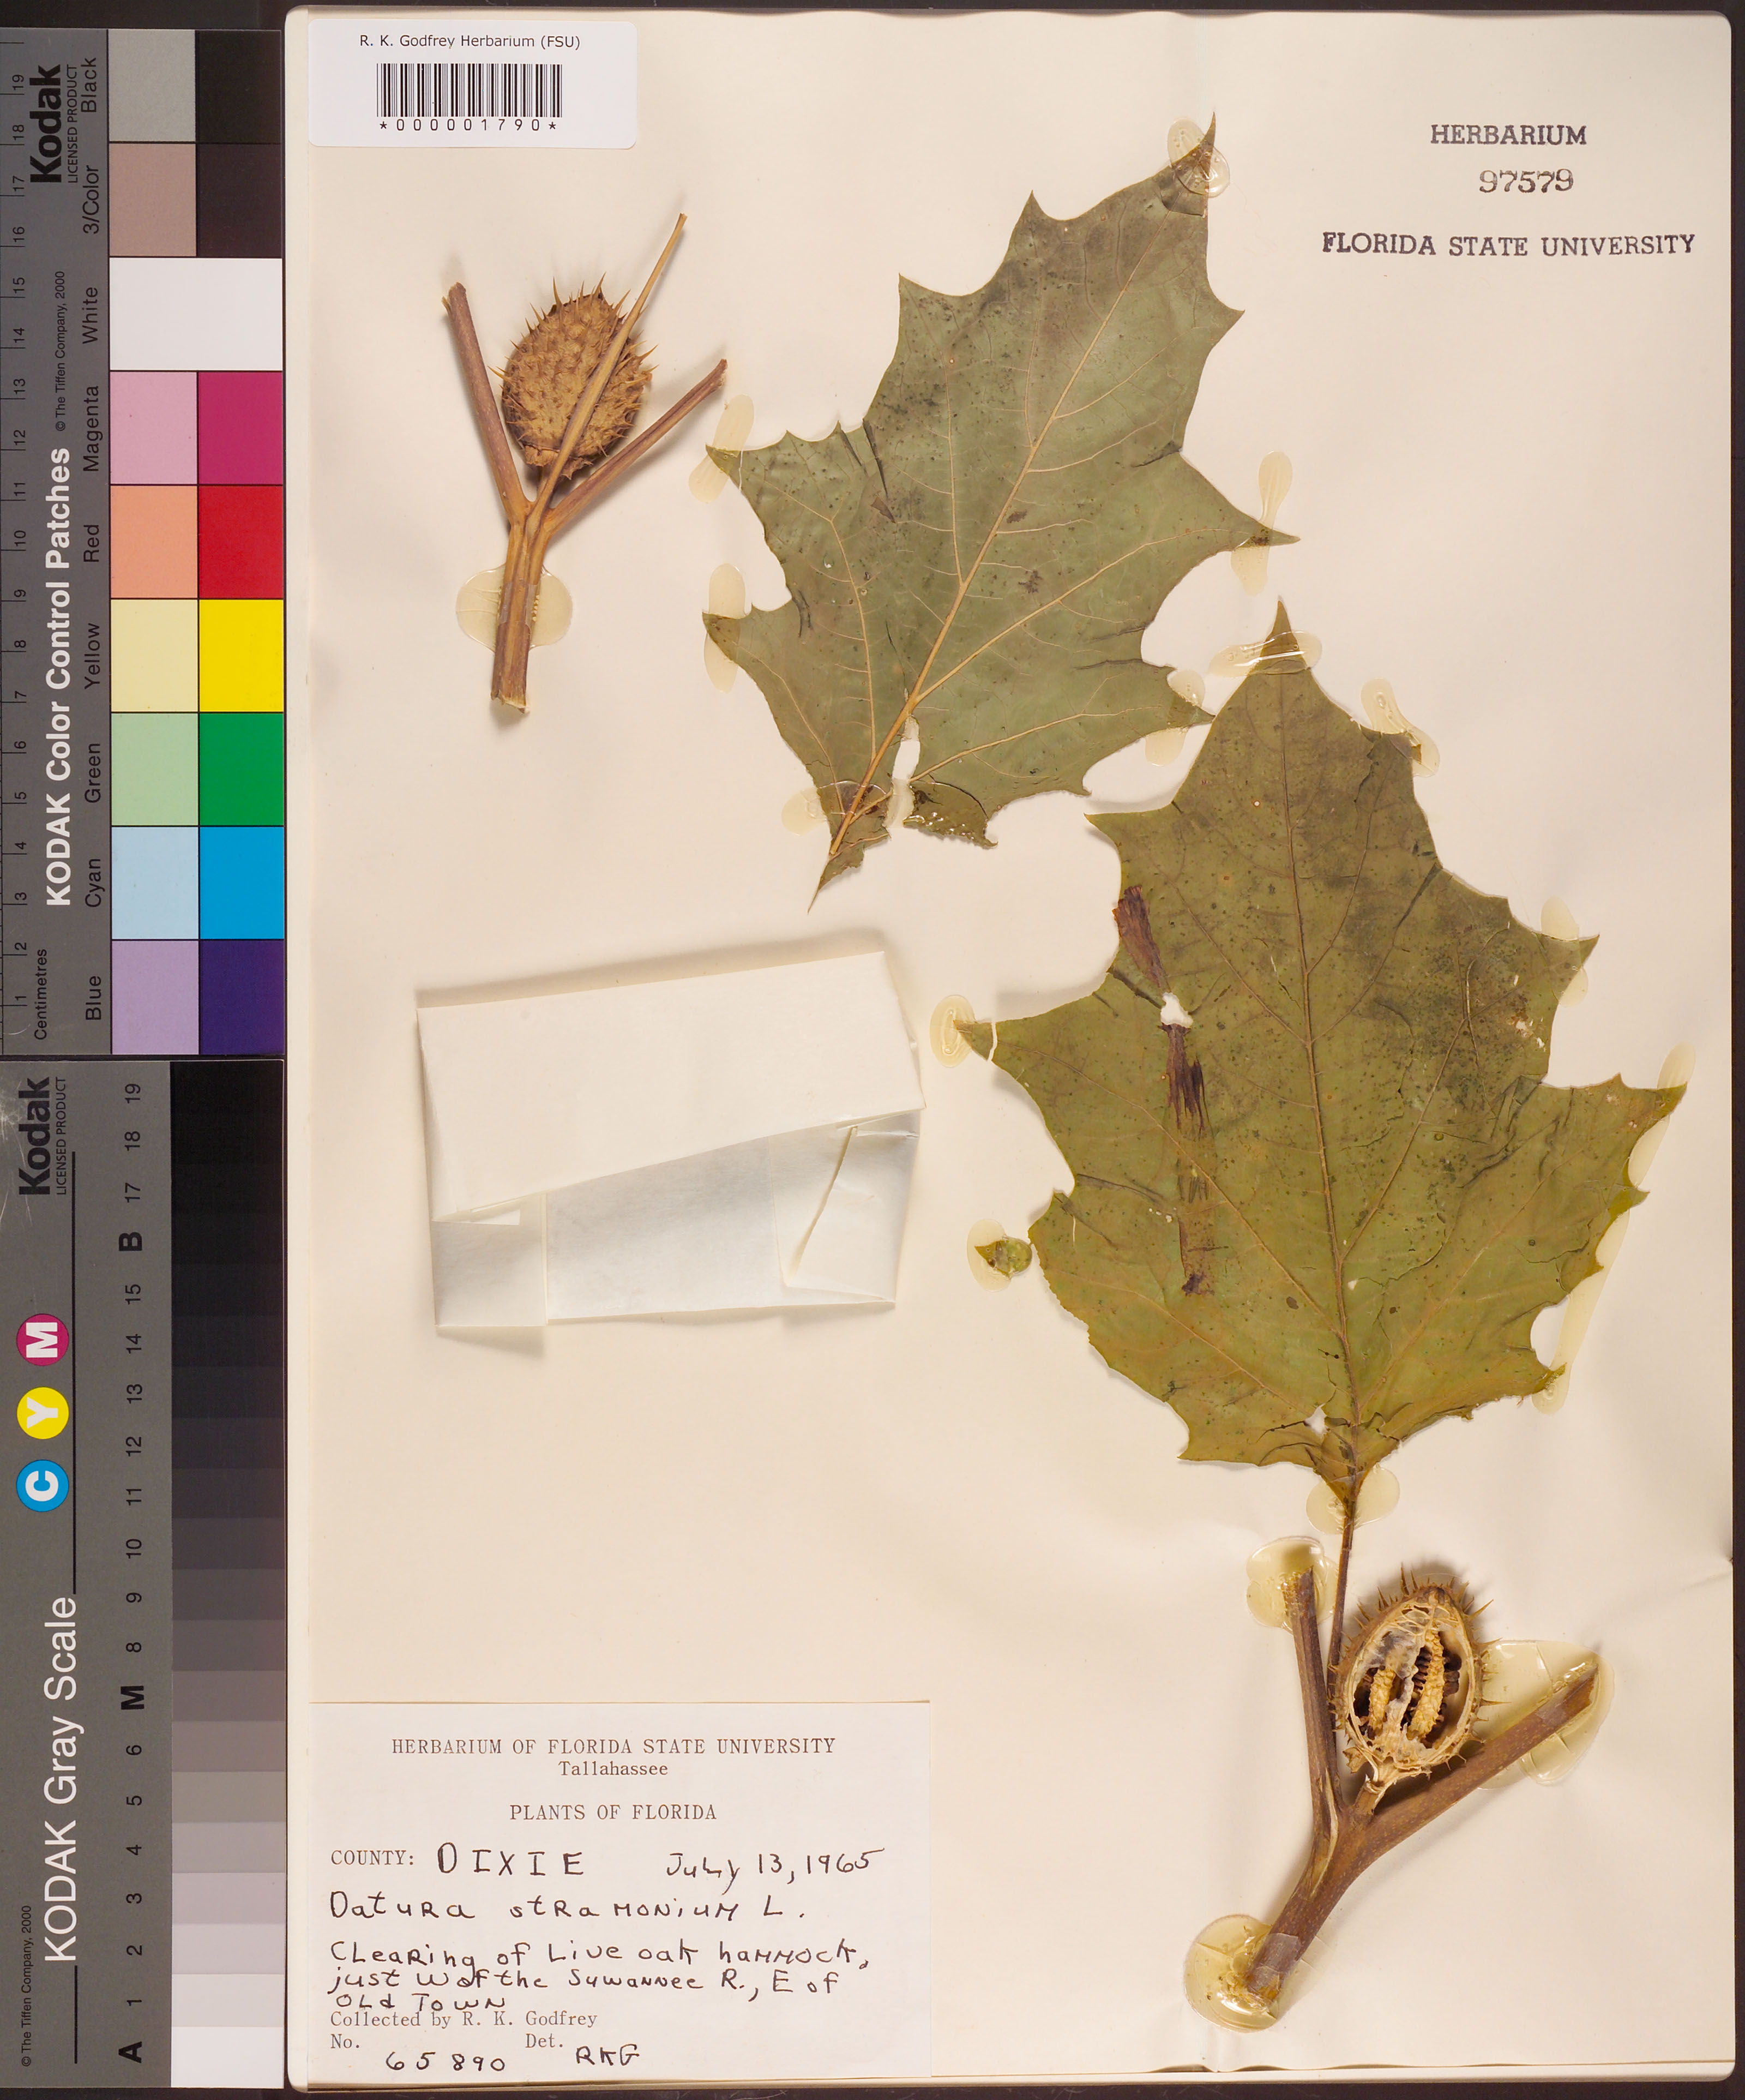 R. K. Godfrey Herbarium (FSU)
*000001790*
HERBARIUM
97579
FLORIDA STATE UNIVERSITY
Kodak
LICENSED PRODUCT
KODAK Color Control Patches
© The Tiffen Company, 2000
Centimetres
1 2 3 4 5 6 7 8 9 10 11 12 13 14 15 16 17 18 19
Blue Cyan Green Yellow Red Magenta White 3/Color Black
Kodak
LICENSED PRODUCT
KODAK Gray Scale
C Y M
© The Tiffen Company, 2000
A 1 2 3 4 5 6 M 8 9 10 11 12 13 14 15 B 17 18 19
HERBARIUM OF FLORIDA STATE UNIVERSITY
Tallahassee
PLANTS OF FLORIDA
COUNTY: DIXIE July 13, 1965
Datura stramonium L.
Clearing of Live oak hammock,
just W of the Suwannee R., E of
Old Town
Collected by R. K. Godfrey
No. 65890 Det. RKG